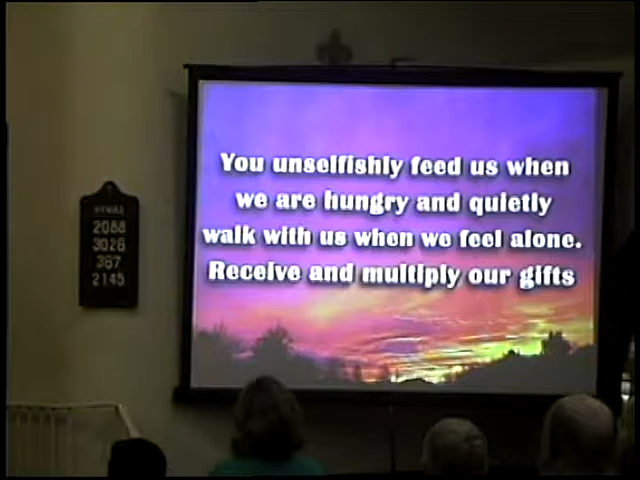 You unselfishly feed us when
we are hungry and quietly
walk with us when we feel alone.
Receive and multiply our gifts
HYMNS
2088
3026
367
2145